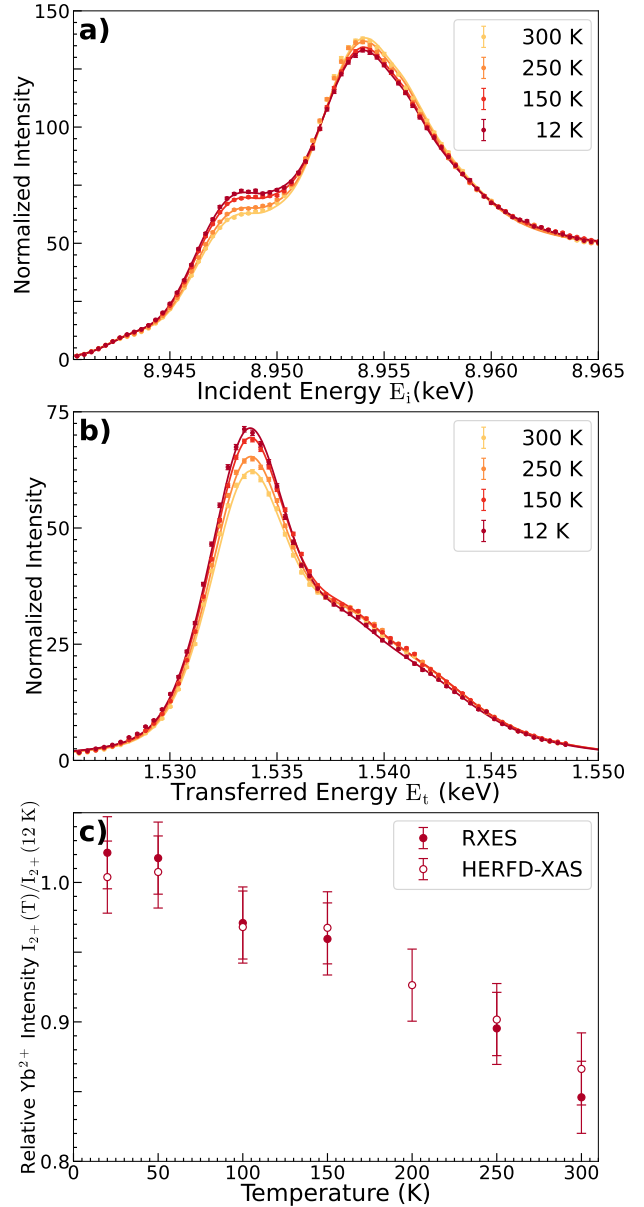 a)
150
100
50
0
Normalized Intensity
300 K
250 K
150 K
12 K
8.945 8.950 8.955 8.960 8.965
Incident Energy E_i(keV)
b)
75
50
25
0
Normalized Intensity
300 K
250 K
150 K
12 K
1.530 1.535 1.540 1.545 1.550
Transferred Energy E_t (keV)
c)
1.0
0.9
0.8
Relative Yb²⁺ Intensity I₂₊(T)/I₂₊(12 K)
RXES
HERFD-XAS
0 50 100 150 200 250 300
Temperature (K)